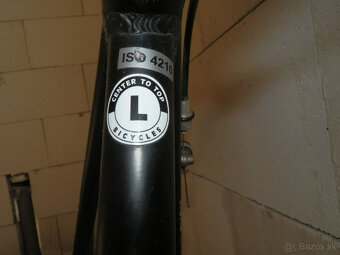 ISO 4210
CENTER TO TOP
L
BICYCLES
© Bazos.sk